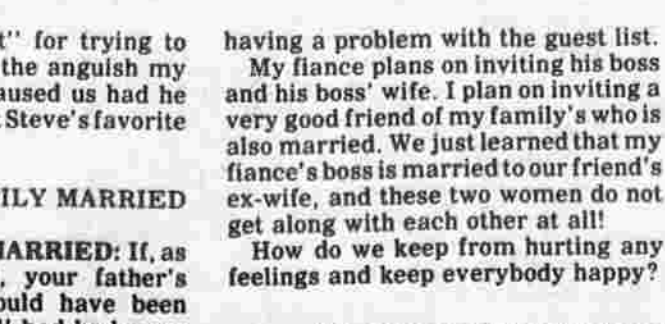 t" for trying to
the anguish my
aused us had he
Steve's favorite
ILY MARRIED
IARRIED: If, as
, your father's
ould have been
having a problem with the guest list.
My fiance plans on inviting his boss
and his boss' wife. I plan on inviting a
very good friend of my family's who is
also married. We just learned that my
fiance's boss is married to our friend's
ex-wife, and these two women do not
get along with each other at all!
How do we keep from hurting any
feelings and keep everybody happy?